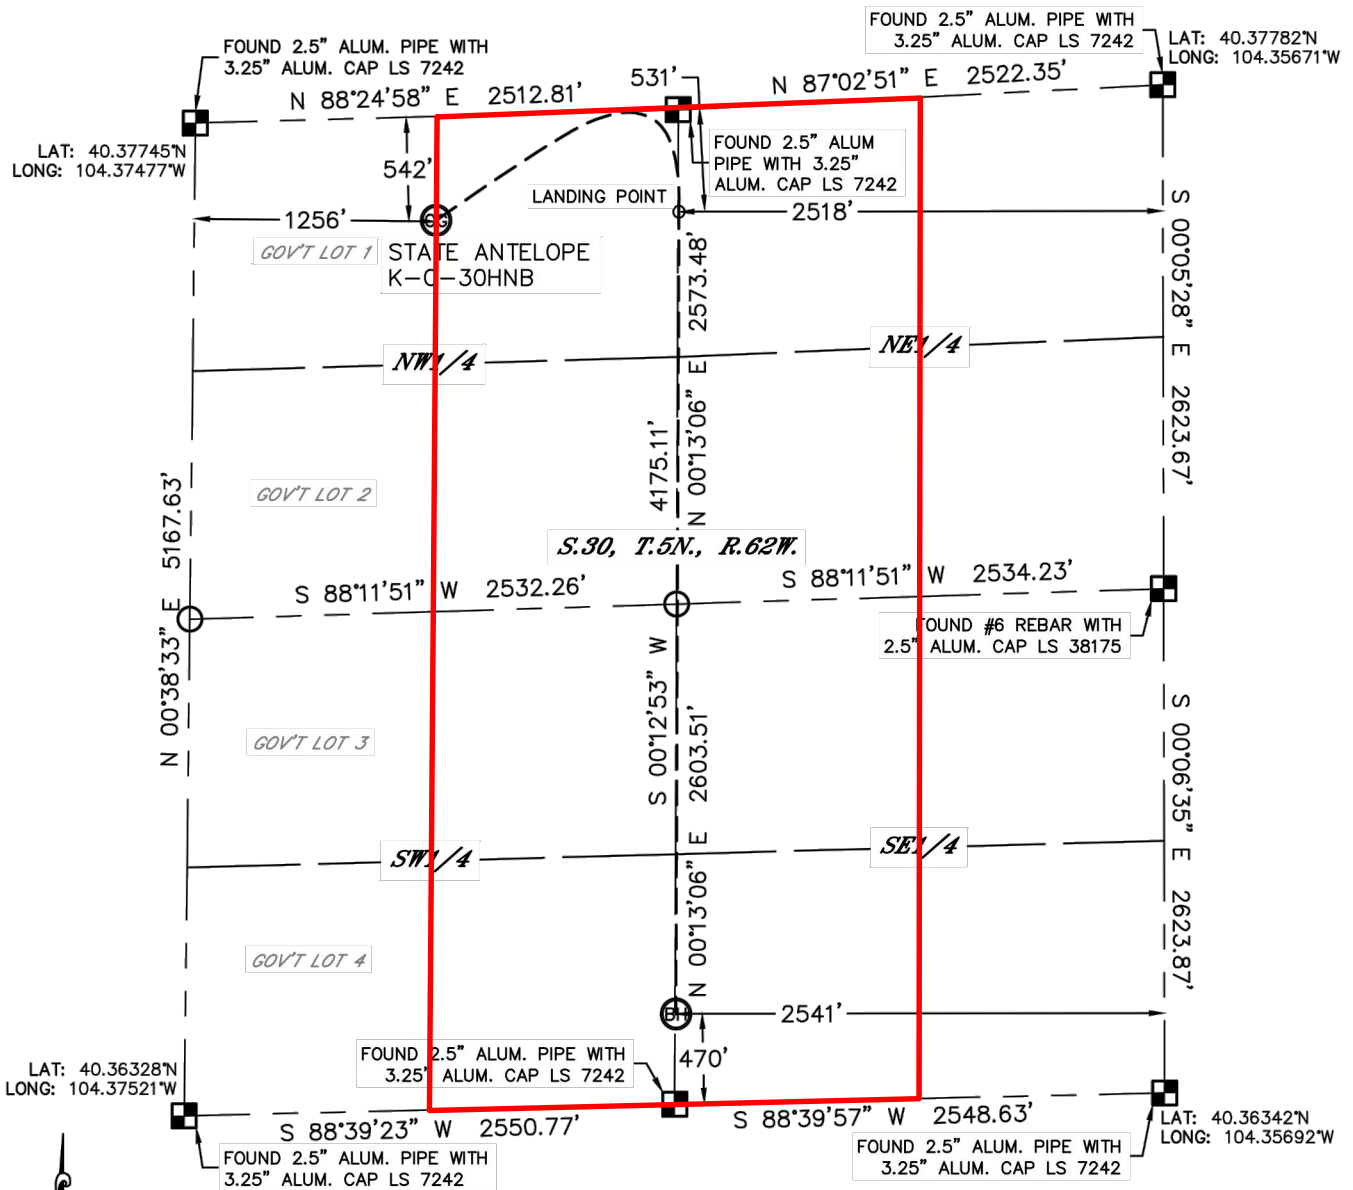 FOUND 2.5" ALUM. PIPE WITH
3.25" ALUM. CAP LS 7242
FOUND 2.5" ALUM. PIPE WITH
3.25" ALUM. CAP LS 7242
LAT: 40.37782°N
LONG: 104.35671°W
N 88°24'58" E 2512.81'
531'
N 87°02'51" E 2522.35'
LAT: 40.37745°N
LONG: 104.37477°W
542'
FOUND 2.5" ALUM
PIPE WITH 3.25"
ALUM. CAP LS 7242
LANDING POINT
1256'
OG
2518'
GOV'T LOT 1
STATE ANTELOPE
K-C-30HNB
N 00°13'06" E 2573.48'
S 00°05'28" E 2623.67'
NW1/4
NE1/4
4175.11'
GOV'T LOT 2
N 00°38'33" E 5167.63'
S.30, T.5N., R.62W.
S 88°11'51" W 2532.26'
S 88°11'51" W 2534.23'
FOUND #6 REBAR WITH
2.5" ALUM. CAP LS 38175
S 00°12'53" W
GOV'T LOT 3
N 00°13'06" E 2603.51'
S 00°06'35" E 2623.87'
SW1/4
SE1/4
GOV'T LOT 4
BH
2541'
470'
FOUND 2.5" ALUM. PIPE WITH
3.25" ALUM. CAP LS 7242
LAT: 40.36328°N
LONG: 104.37521°W
S 88°39'23" W 2550.77'
S 88°39'57" W 2548.63'
LAT: 40.36342°N
LONG: 104.35692°W
FOUND 2.5" ALUM. PIPE WITH
3.25" ALUM. CAP LS 7242
FOUND 2.5" ALUM. PIPE WITH
3.25" ALUM. CAP LS 7242